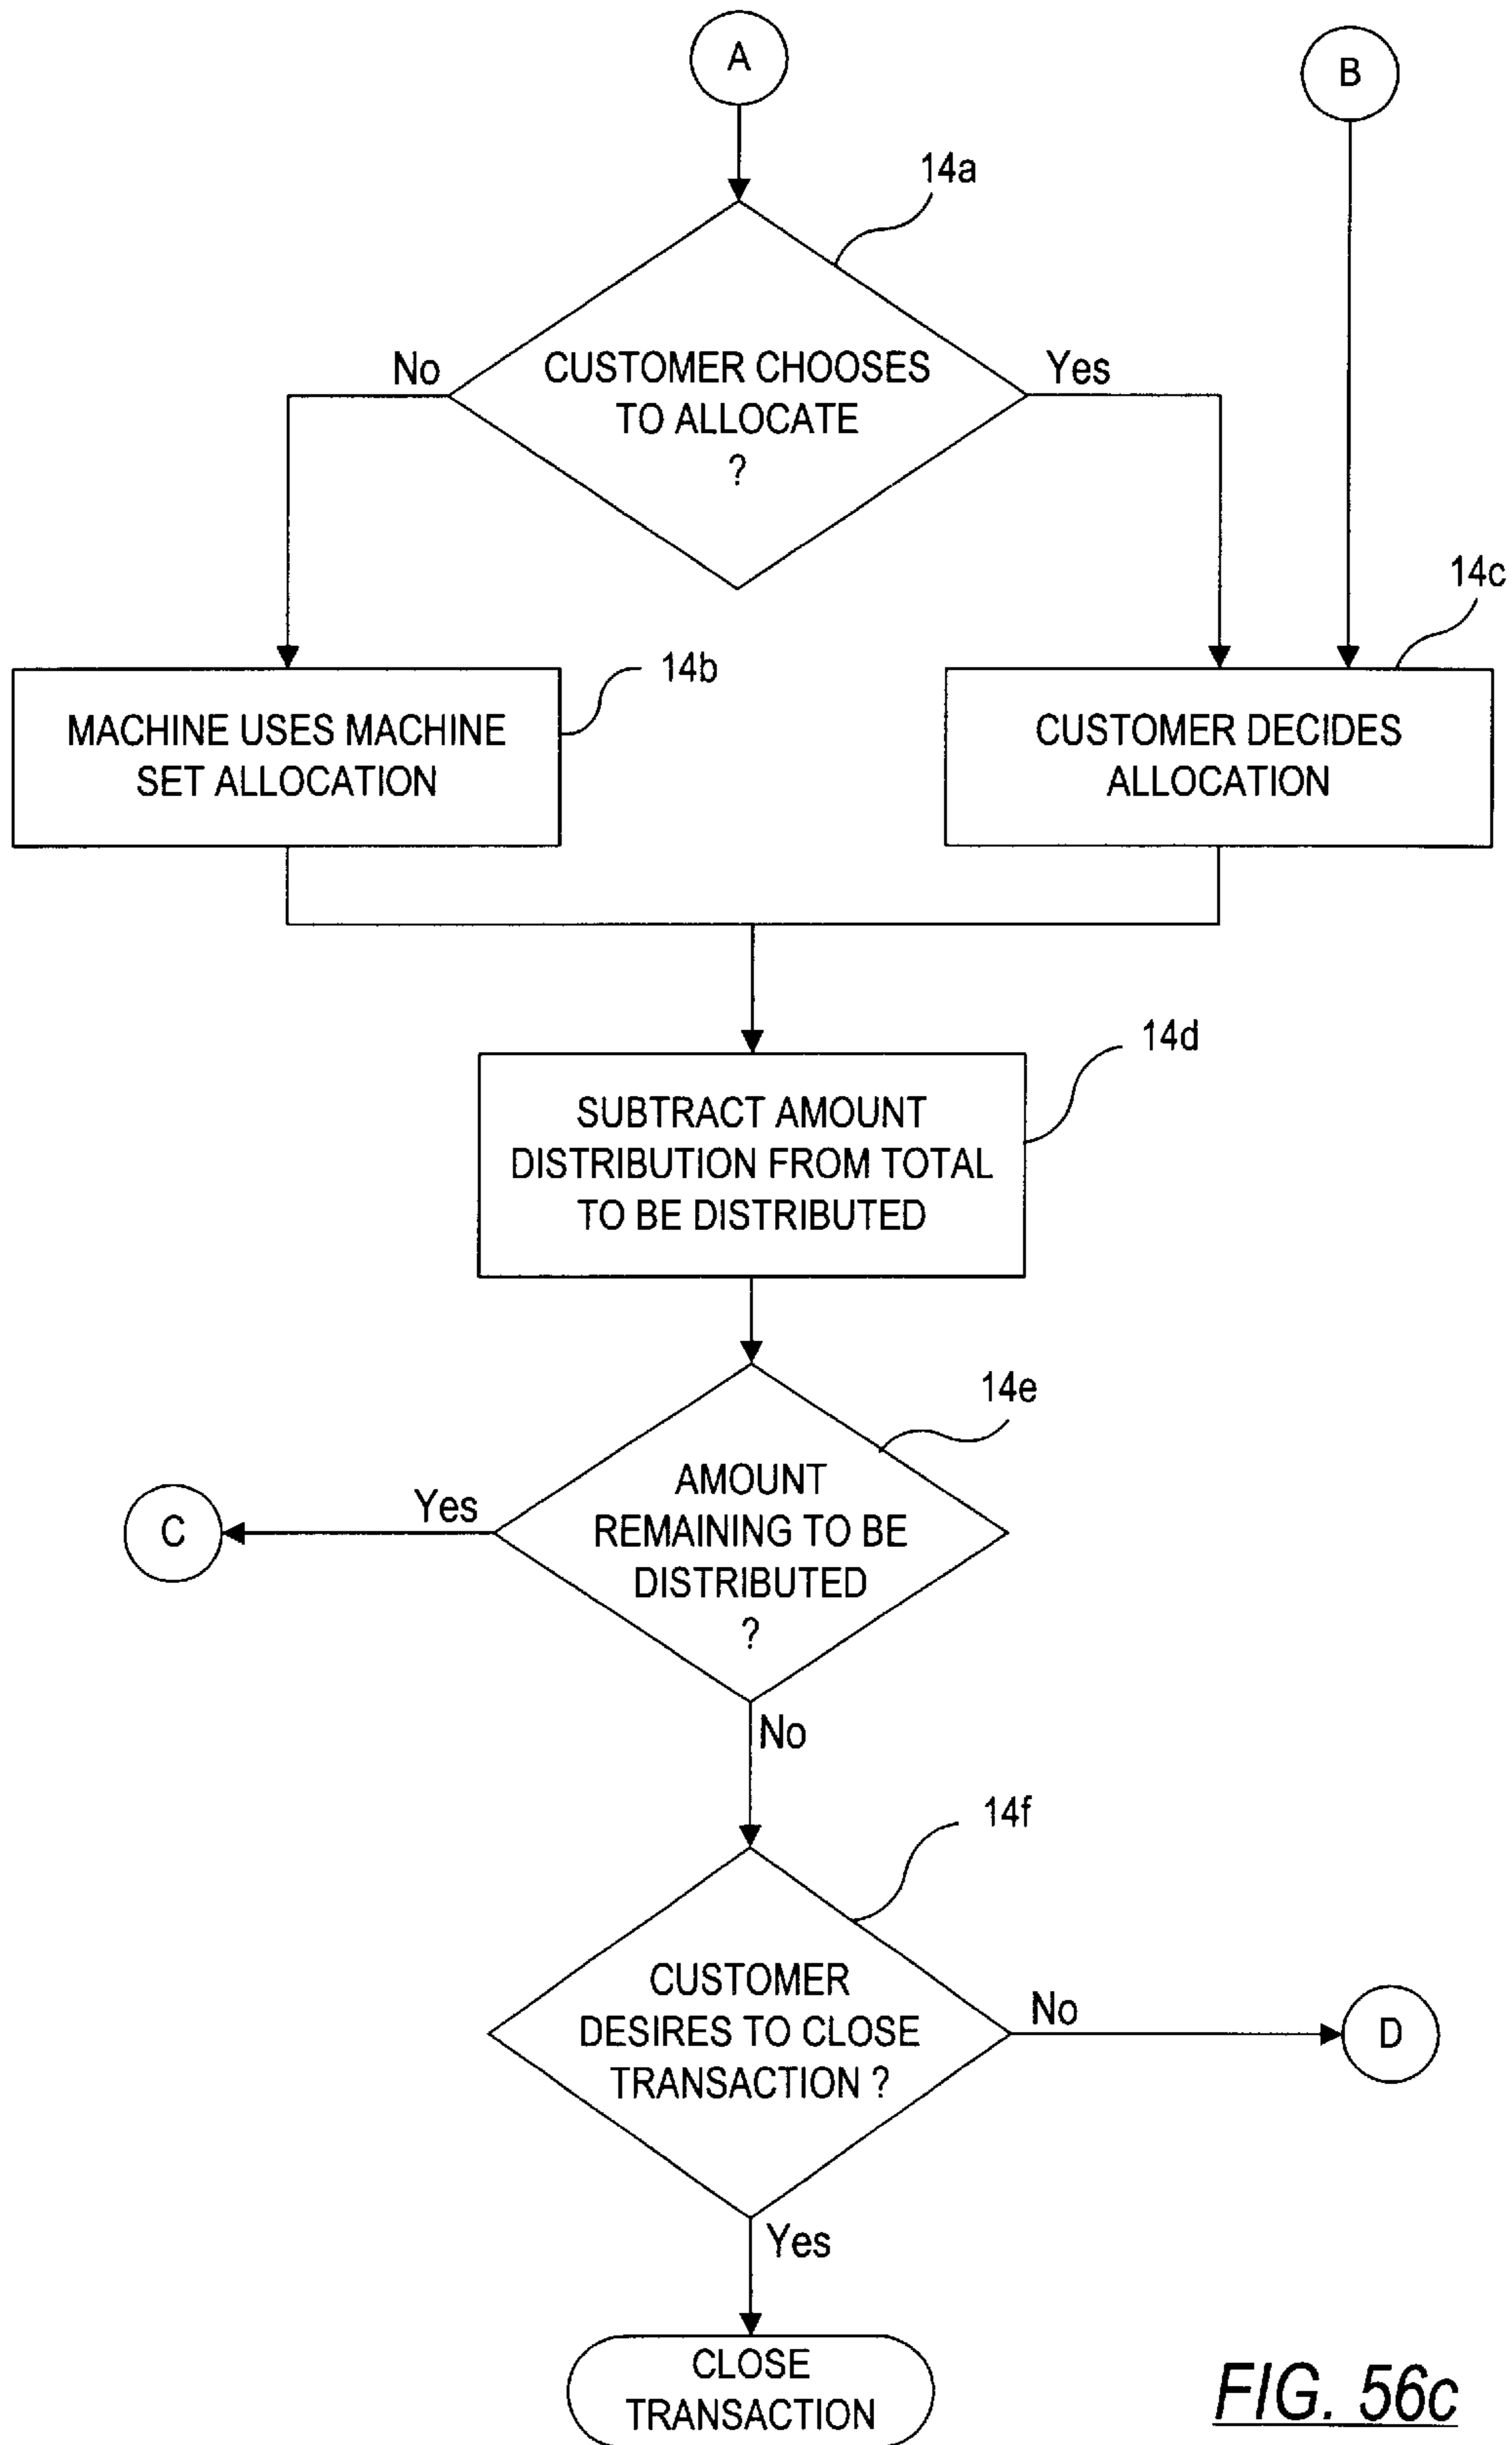 A
B
14a
No
CUSTOMER CHOOSES
TO ALLOCATE
?
Yes
14c
14b
MACHINE USES MACHINE
SET ALLOCATION
CUSTOMER DECIDES
ALLOCATION
14d
SUBTRACT AMOUNT
DISTRIBUTION FROM TOTAL
TO BE DISTRIBUTED
14e
C
Yes
AMOUNT
REMAINING TO BE
DISTRIBUTED
?
No
14f
CUSTOMER
DESIRES TO CLOSE
TRANSACTION ?
No
D
Yes
CLOSE
TRANSACTION
FIG. 56c